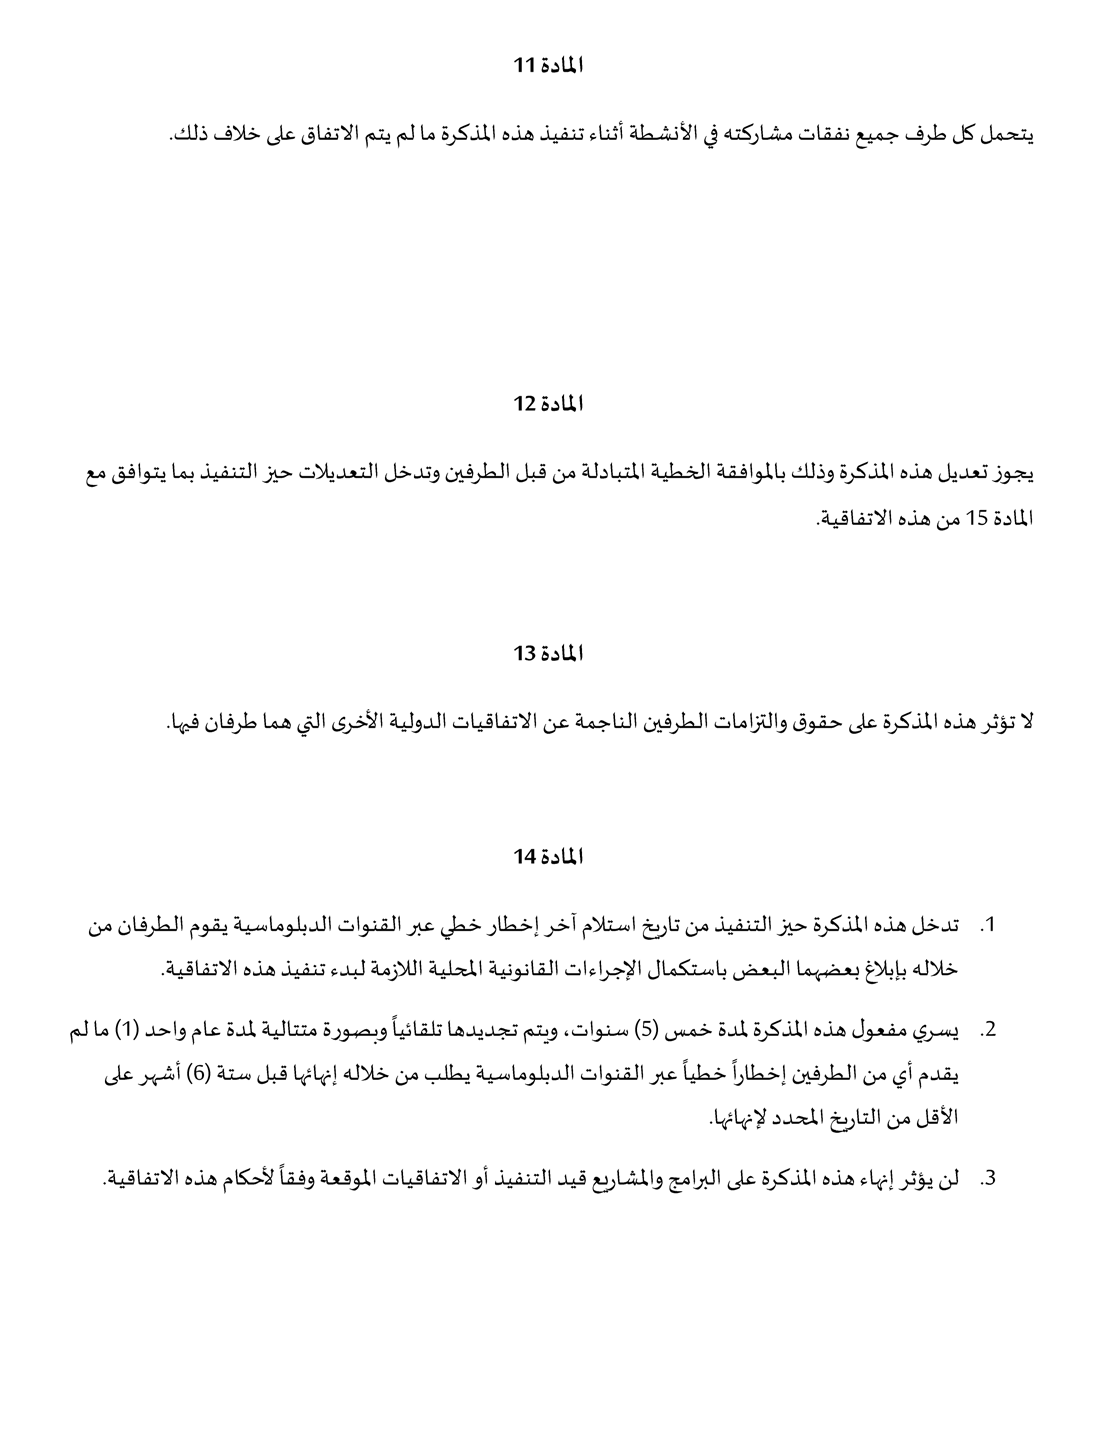 المادة 11
يتحمل كل طرف جميع نفقات مشاركته في الأنشطة أثناء تنفيذ هذه المذكرة ما لم يتم الاتفاق على خلاف ذلك.
المادة 12
يجوز تعديل هذه المذكرة وذلك بالموافقة الخطية المتبادلة من قبل الطرفين وتدخل التعديلات حيز التنفيذ بما يتوافق مع
المادة 15 من هذه الاتفاقية.
المادة 13
لا تؤثر هذه المذكرة على حقوق والتزامات الطرفين الناجمة عن الاتفاقيات الدولية الأخرى التي هما طرفان فيها.
المادة 14
1. تدخل هذه المذكرة حيز التنفيذ من تاريخ استلام آخر إخطار خطي عبر القنوات الدبلوماسية يقوم الطرفان من
خلاله بإبلاغ بعضهما البعض باستكمال الإجراءات القانونية المحلية اللازمة لبدء تنفيذ هذه الاتفاقية.
2. يسري مفعول هذه المذكرة لمدة خمس (5) سنوات، ويتم تجديدها تلقائياً وبصورة متتالية لمدة عام واحد (1) ما لم
يقدم أي من الطرفين إخطاراً خطياً عبر القنوات الدبلوماسية يطلب من خلاله إنهائها قبل ستة (6) أشهر على
الأقل من التاريخ المحدد لإنهائها.
3. لن يؤثر إنهاء هذه المذكرة على البرامج والمشاريع قيد التنفيذ أو الاتفاقيات الموقعة وفقاً لأحكام هذه الاتفاقية.